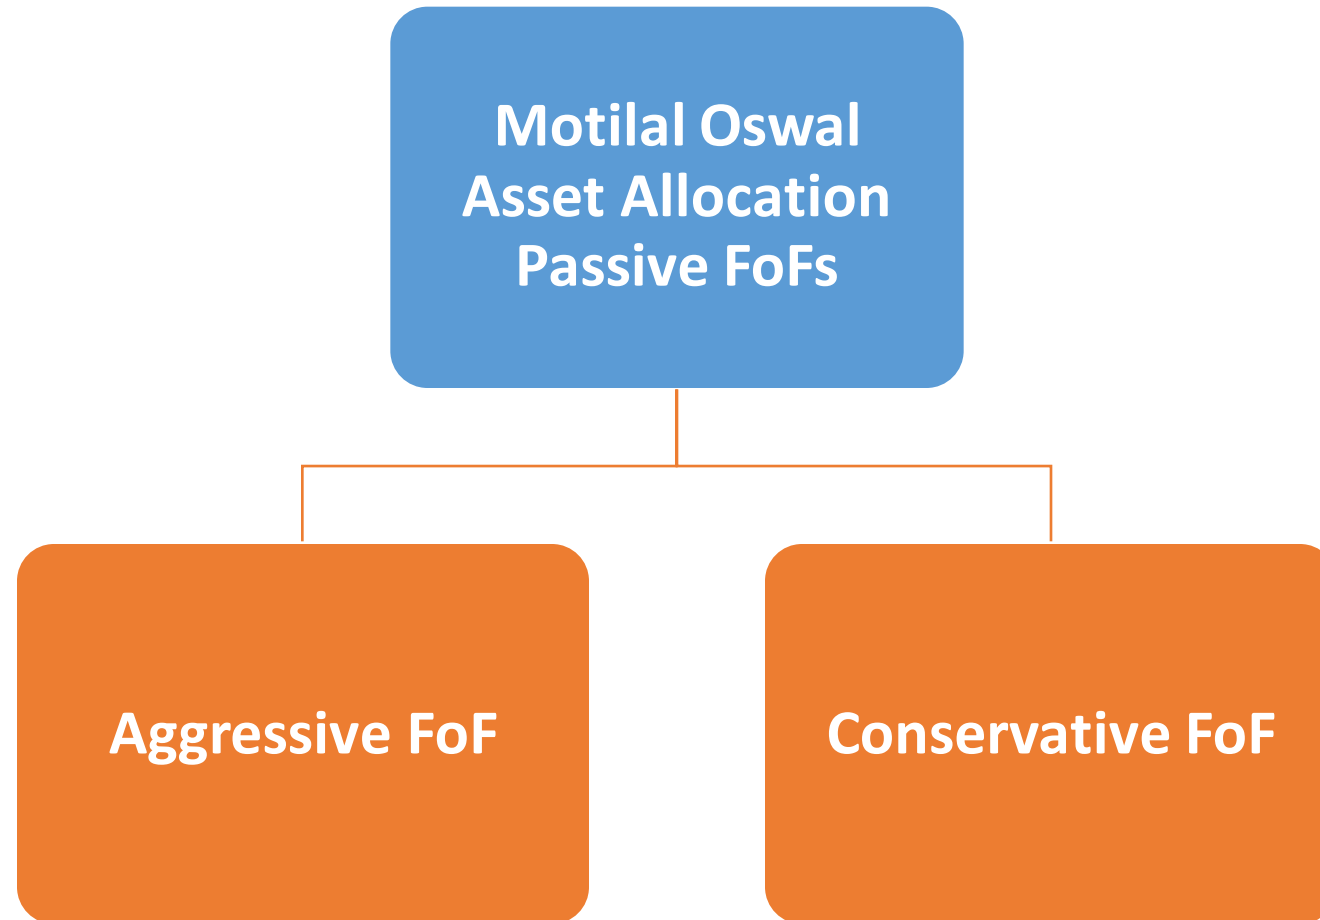 Motilal Oswal
Asset Allocation
Passive FoFs
Aggressive FoF
Conservative FoF